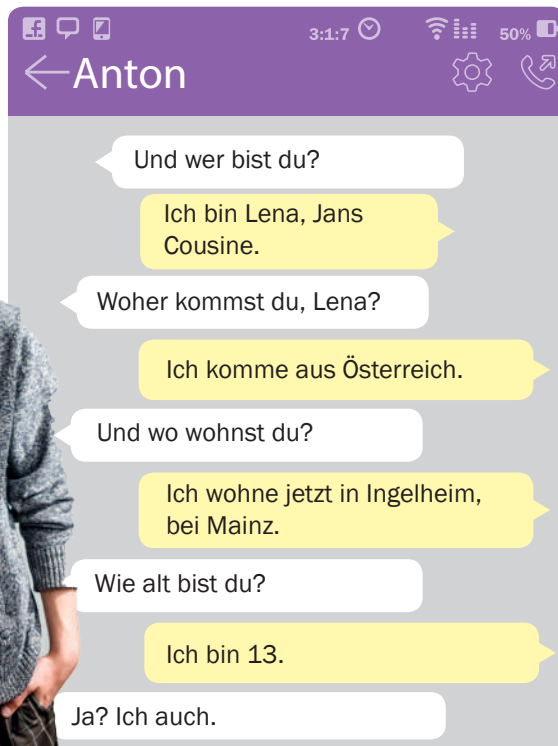 3:1:7
50%
Anton
Und wer bist du?
Ich bin Lena, Jans
Cousine.
Woher kommst du, Lena?
Ich komme aus Österreich.
Und wo wohnst du?
Ich wohne jetzt in Ingelheim,
bei Mainz.
Wie alt bist du?
Ich bin 13.
Ja? Ich auch.